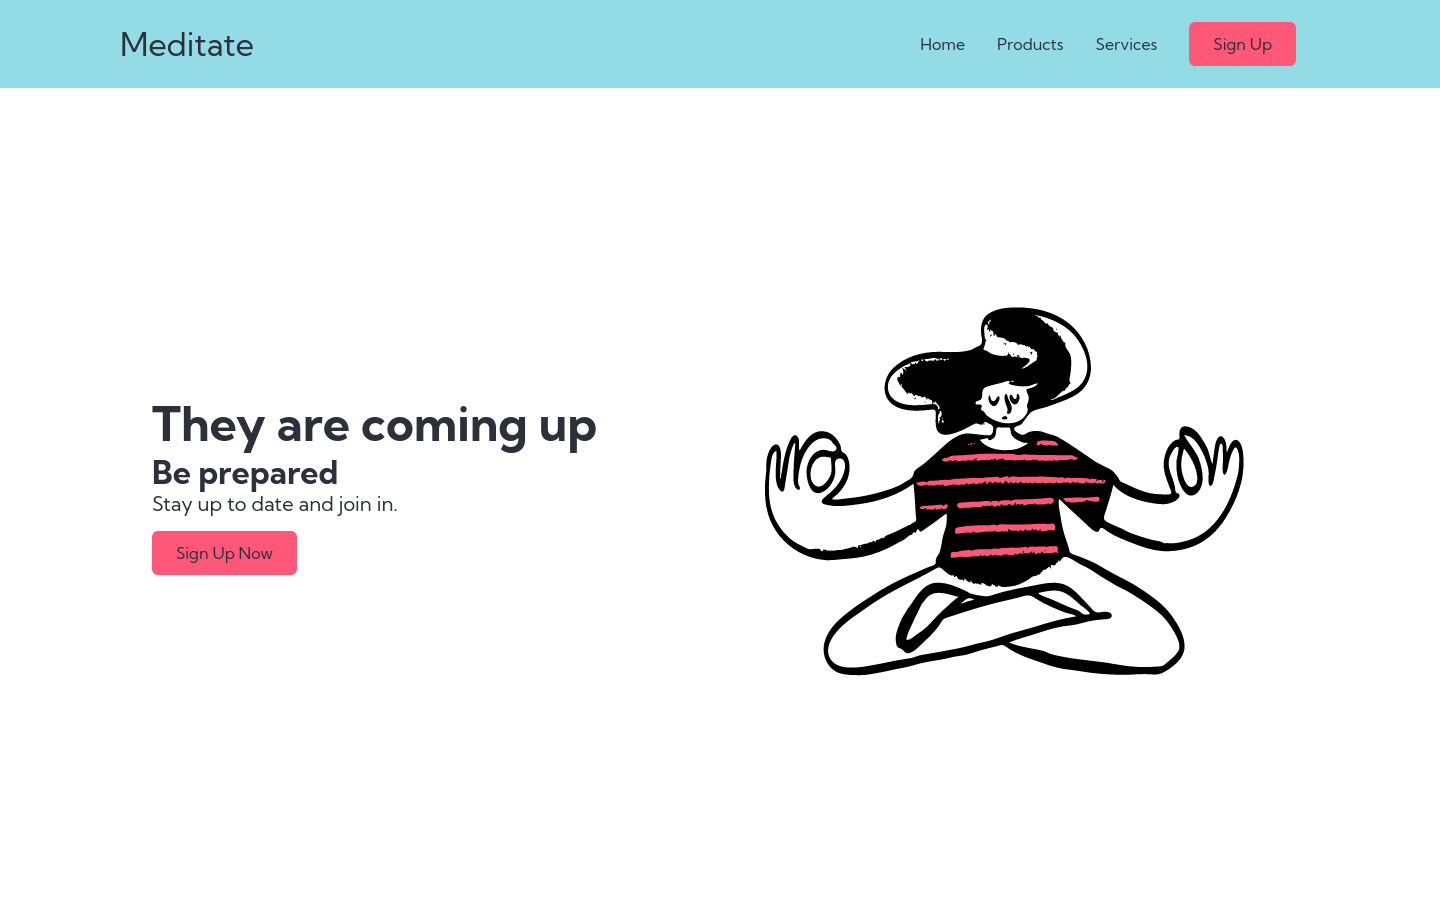 Meditate
Home Products Services Sign Up
They are coming up
Be prepared
Stay up to date and join in.
Sign Up Now